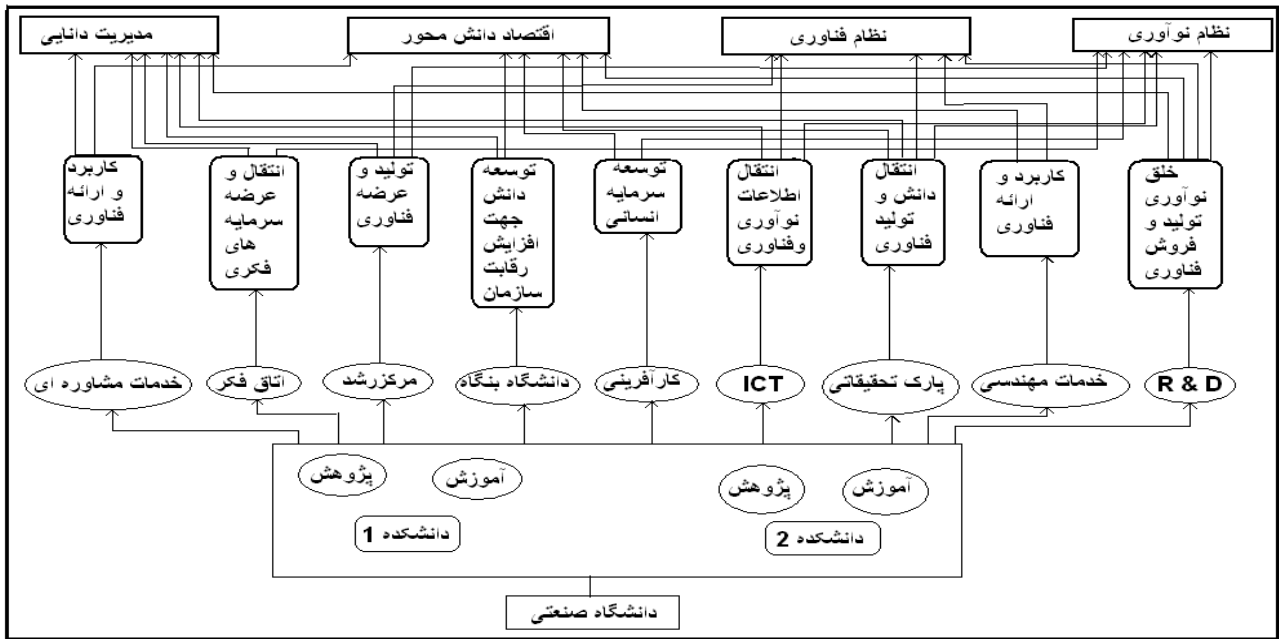 نظام نوآوری
نظام فناوری
اقتصاد دانش محور
مدیریت دانایی
خلق
نوآوری
تولید و
فروش
فناوری
کاربرد و
ارائه
فناوری
انتقال
دانش و
تولید
فناوری
انتقال
اطلاعات
نوآوری
وفناوری
توسعه
سرمایه
انسانی
توسعه
دانش
جهت
افزایش
رقابت
سازمان
تولید و
عرضه
فناوری
انتقال و
عرضه
سرمایه
های
فکری
کاربرد
و ارائه
فناوری
R & D
خدمات مهندسی
پارک تحقیقاتی
ICT
کارآفرینی
دانشگاه بنگاه
مرکزرشد
اتاق فکر
خدمات مشاوره ای
آموزش
پژوهش
آموزش
پژوهش
دانشکده 2
دانشکده 1
دانشگاه صنعتی